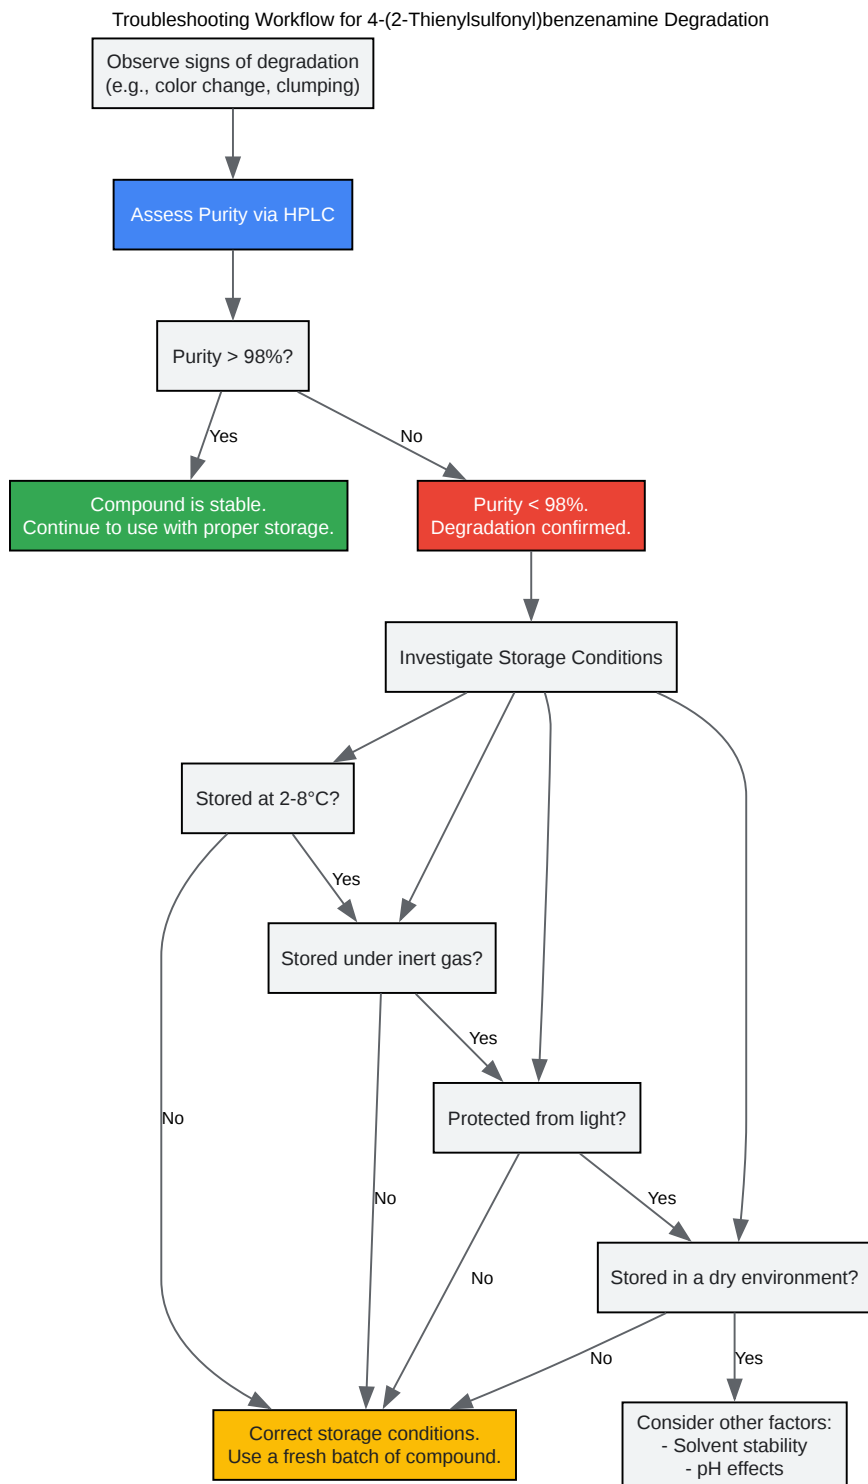 Troubleshooting Workflow for 4-(2-Thienylsulfonyl)benzenamine Degradation
Observe signs of degradation
(e.g., color change, clumping)
Assess Purity via HPLC
Purity > 98%?
Yes
No
Compound is stable.
Continue to use with proper storage.
Purity < 98%.
Degradation confirmed.
Investigate Storage Conditions
Stored at 2-8°C?
Yes
Stored under inert gas?
Yes
Protected from light?
No
No
Yes
Stored in a dry environment?
No
No
Yes
Correct storage conditions.
Use a fresh batch of compound.
Consider other factors:
- Solvent stability
- pH effects